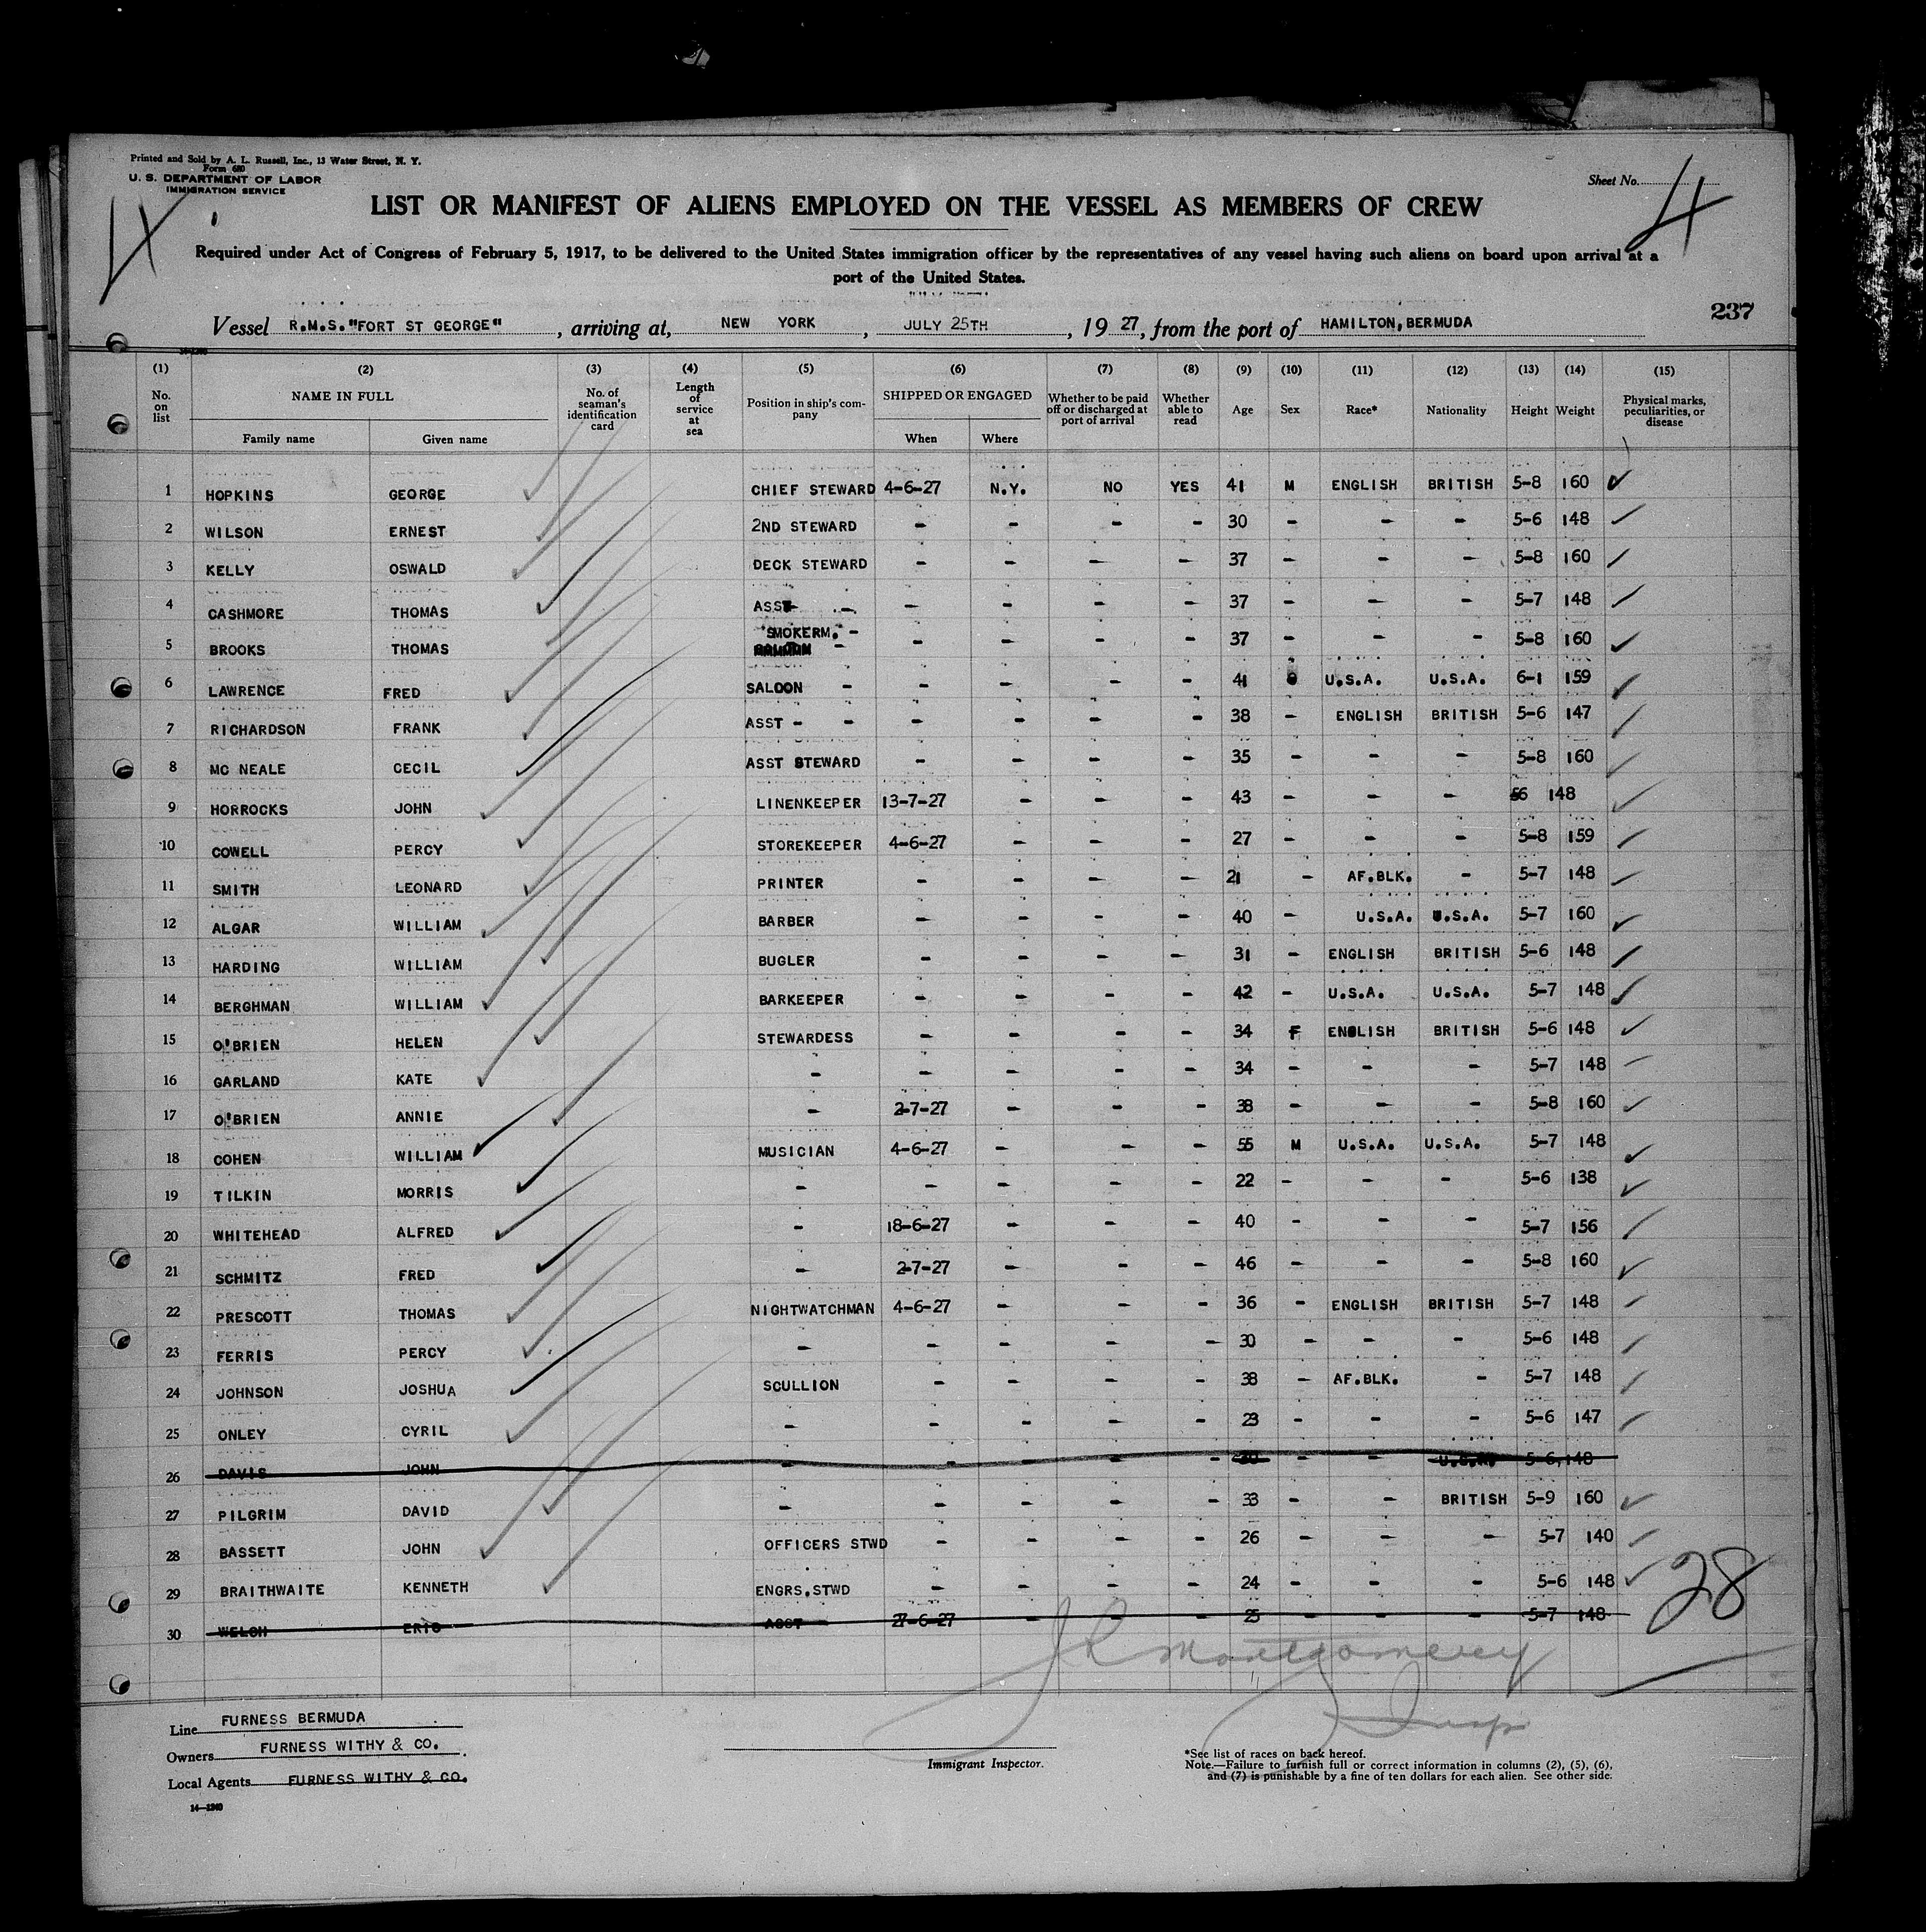 Printed and Sold by A. L. Russell, Inc., 13 Water Street, N. Y.
Form 680
U. S. DEPARTMENT OF LABOR
IMMIGRATION SERVICE
Sheet No.
4
4
LIST OR MANIFEST OF ALIENS EMPLOYED ON THE VESSEL AS MEMBERS OF CREW
Required under Act of Congress of February 5, 1917, to be delivered to the United States immigration officer by the representatives of any vessel having such aliens on board upon arrival at a
port of the United States.
237
Vessel R.M.S."FORT ST GEORGE", arriving at, NEW YORK, JULY 25TH, 19 27, from the port of HAMILTON, BERMUDA
(1) (2) (3) (4) (5) (6) (7) (8) (9) (10) (11) (12) (13) (14) (15)
No. on list NAME IN FULL Family name Given name No. of seaman's identification card Length of service at sea Position in ship's company SHIPPED OR ENGAGED When Where Whether to be paid off or discharged at port of arrival Whether able to read Age Sex Race* Nationality Height Weight Physical marks, peculiarities, or disease
1 HOPKINS GEORGE CHIEF STEWARD 4-6-27 N.Y. NO YES 41 M ENGLISH BRITISH 5-8 160
2 WILSON ERNEST 2ND STEWARD - - - - 30 - - - 5-6 148
3 KELLY OSWALD DECK STEWARD - - - - 37 - - - 5-8 160
4 CASHMORE THOMAS ASST - - - - - 37 - - - 5-7 148
5 BROOKS THOMAS SMOKERM. - - - - - 37 - - - 5-8 160
6 LAWRENCE FRED SALOON - - - - - 41 U.S.A. U.S.A. 6-1 159
7 RICHARDSON FRANK ASST - - - - - - 38 - ENGLISH BRITISH 5-6 147
8 MC NEALE CECIL ASST STEWARD - - - - 35 - - - 5-8 160
9 HORROCKS JOHN LINENKEEPER 13-7-27 - - - 43 - - - 56 148
10 COWELL PERCY STOREKEEPER 4-6-27 - - - 27 - - - 5-8 159
11 SMITH LEONARD PRINTER - - - - 21 - AF.BLK. - 5-7 148
12 ALGAR WILLIAM BARBER - - - - 40 - U.S.A. U.S.A. 5-7 160
13 HARDING WILLIAM BUGLER - - - - 31 - ENGLISH BRITISH 5-6 148
14 BERGHMAN WILLIAM BARKEEPER - - - - 42 - U.S.A. U.S.A. 5-7 148
15 O'BRIEN HELEN STEWARDESS - - - - 34 F ENGLISH BRITISH 5-6 148
16 GARLAND KATE - - - - - 34 - - - 5-7 148
17 O'BRIEN ANNIE - 2-7-27 - - - 38 - - - 5-8 160
18 COHEN WILLIAM MUSICIAN 4-6-27 - - - 55 M U.S.A. U.S.A. 5-7 148
19 TILKIN MORRIS - - - - - 22 - - - 5-6 138
20 WHITEHEAD ALFRED - 18-6-27 - - - 40 - - - 5-7 156
21 SCHMITZ FRED - 2-7-27 - - - 46 - - - 5-8 160
22 PRESCOTT THOMAS NIGHTWATCHMAN 4-6-27 - - - 36 - ENGLISH BRITISH 5-7 148
23 FERRIS PERCY - - - - - 30 - - - 5-6 148
24 JOHNSON JOSHUA SCULLION - - - - 38 - AF.BLK. - 5-7 148
25 ONLEY CYRIL - - - - - 23 - - - 5-6 147
26 DAVIS JOHN - - - - - 30 - - 5-6, 148
27 PILGRIM DAVID - - - - - 33 - - BRITISH 5-9 160
28 BASSETT JOHN OFFICERS STWD - - - - 26 - - - 5-7 140
29 BRAITHWAITE KENNETH ENGRS.STWD - - - - 24 - - - 5-6 148
30 WELCH ERIC ASST - 27-6-27 - - - 25 - - - 5-7 148
28
J R Montgomery
Insp
Line FURNESS BERMUDA
Owners FURNESS WITHY & CO.
Local Agents FURNESS WITHY & CO.
14-1240
Immigrant Inspector.
*See list of races on back hereof.
Note.—Failure to furnish full or correct information in columns (2), (5), (6),
and (7) is punishable by a fine of ten dollars for each alien. See other side.